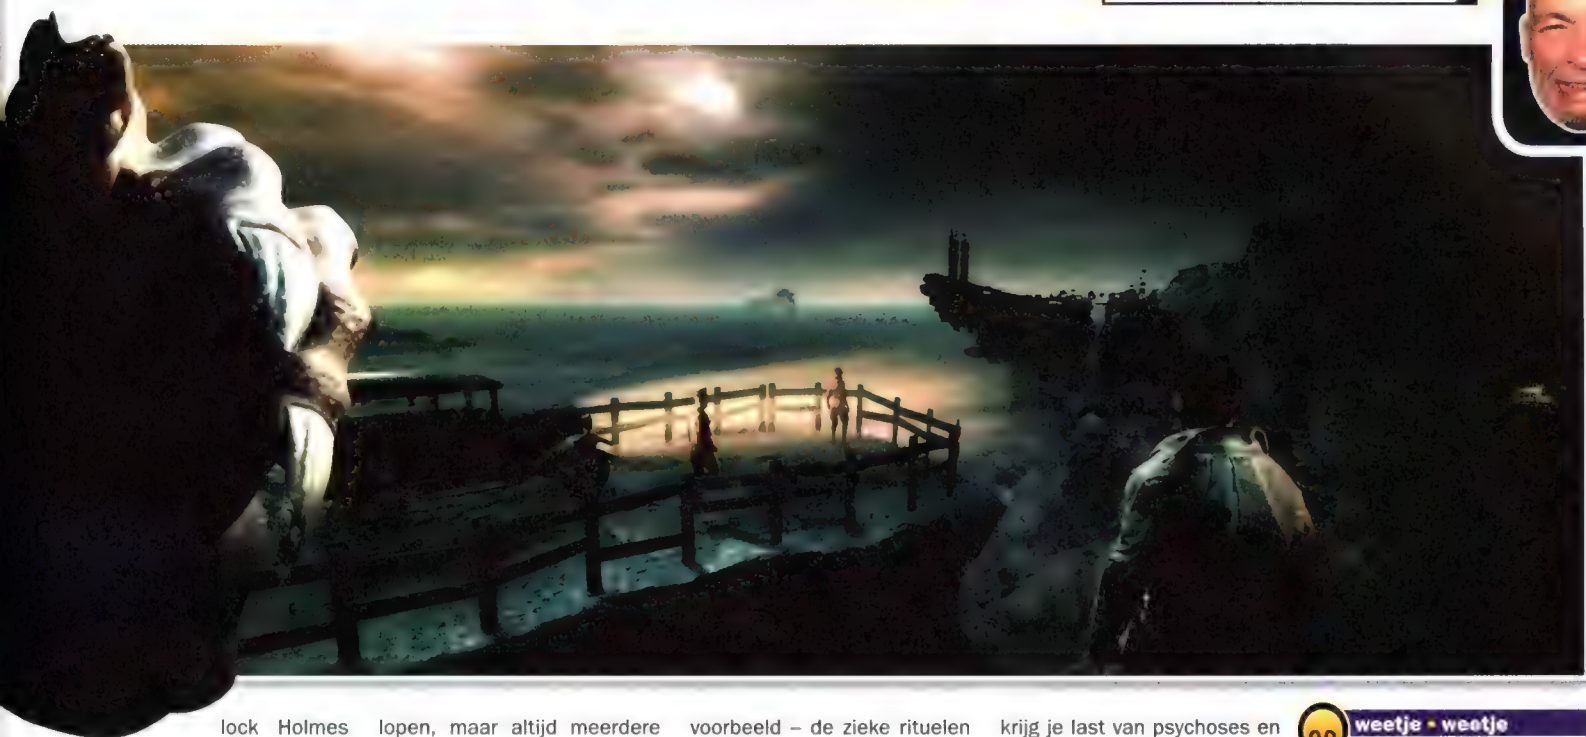 lock Holmes
lopen, maar altijd meerdere
voorbeeld – de zieke rituelen
krijg je last van psychoses en
weetje • weetje